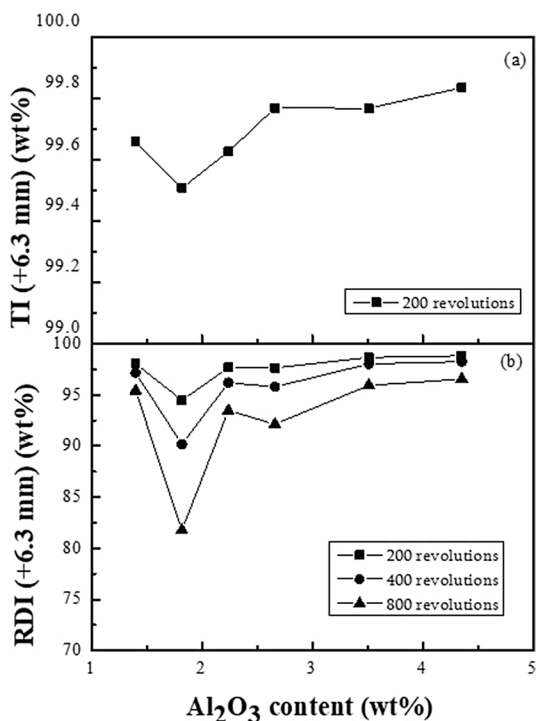 100.0
(a)
99.8
99.6
99.4
99.2
99.0
TI (+6.3 mm) (wt%)
200 revolutions
100
(b)
95
90
85
80
75
70
RDI (+6.3 mm) (wt%)
200 revolutions
400 revolutions
800 revolutions
1 2 3 4 5
Al₂O₃ content (wt%)